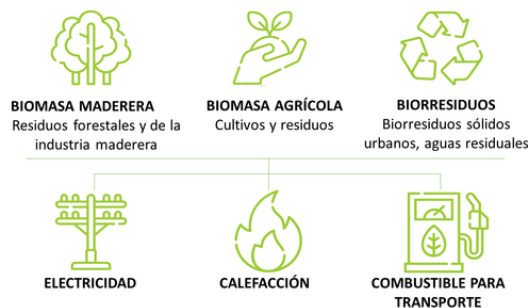 BIOMASA MADERERA
Residuos forestales y de la
industria maderera
BIOMASA AGRÍCOLA
Cultivos y residuos
BIORRESIDUOS
Biorresiduos sólidos
urbanos, aguas residuales
ELECTRICIDAD
CALEFACCIÓN
COMBUSTIBLE PARA
TRANSPORTE